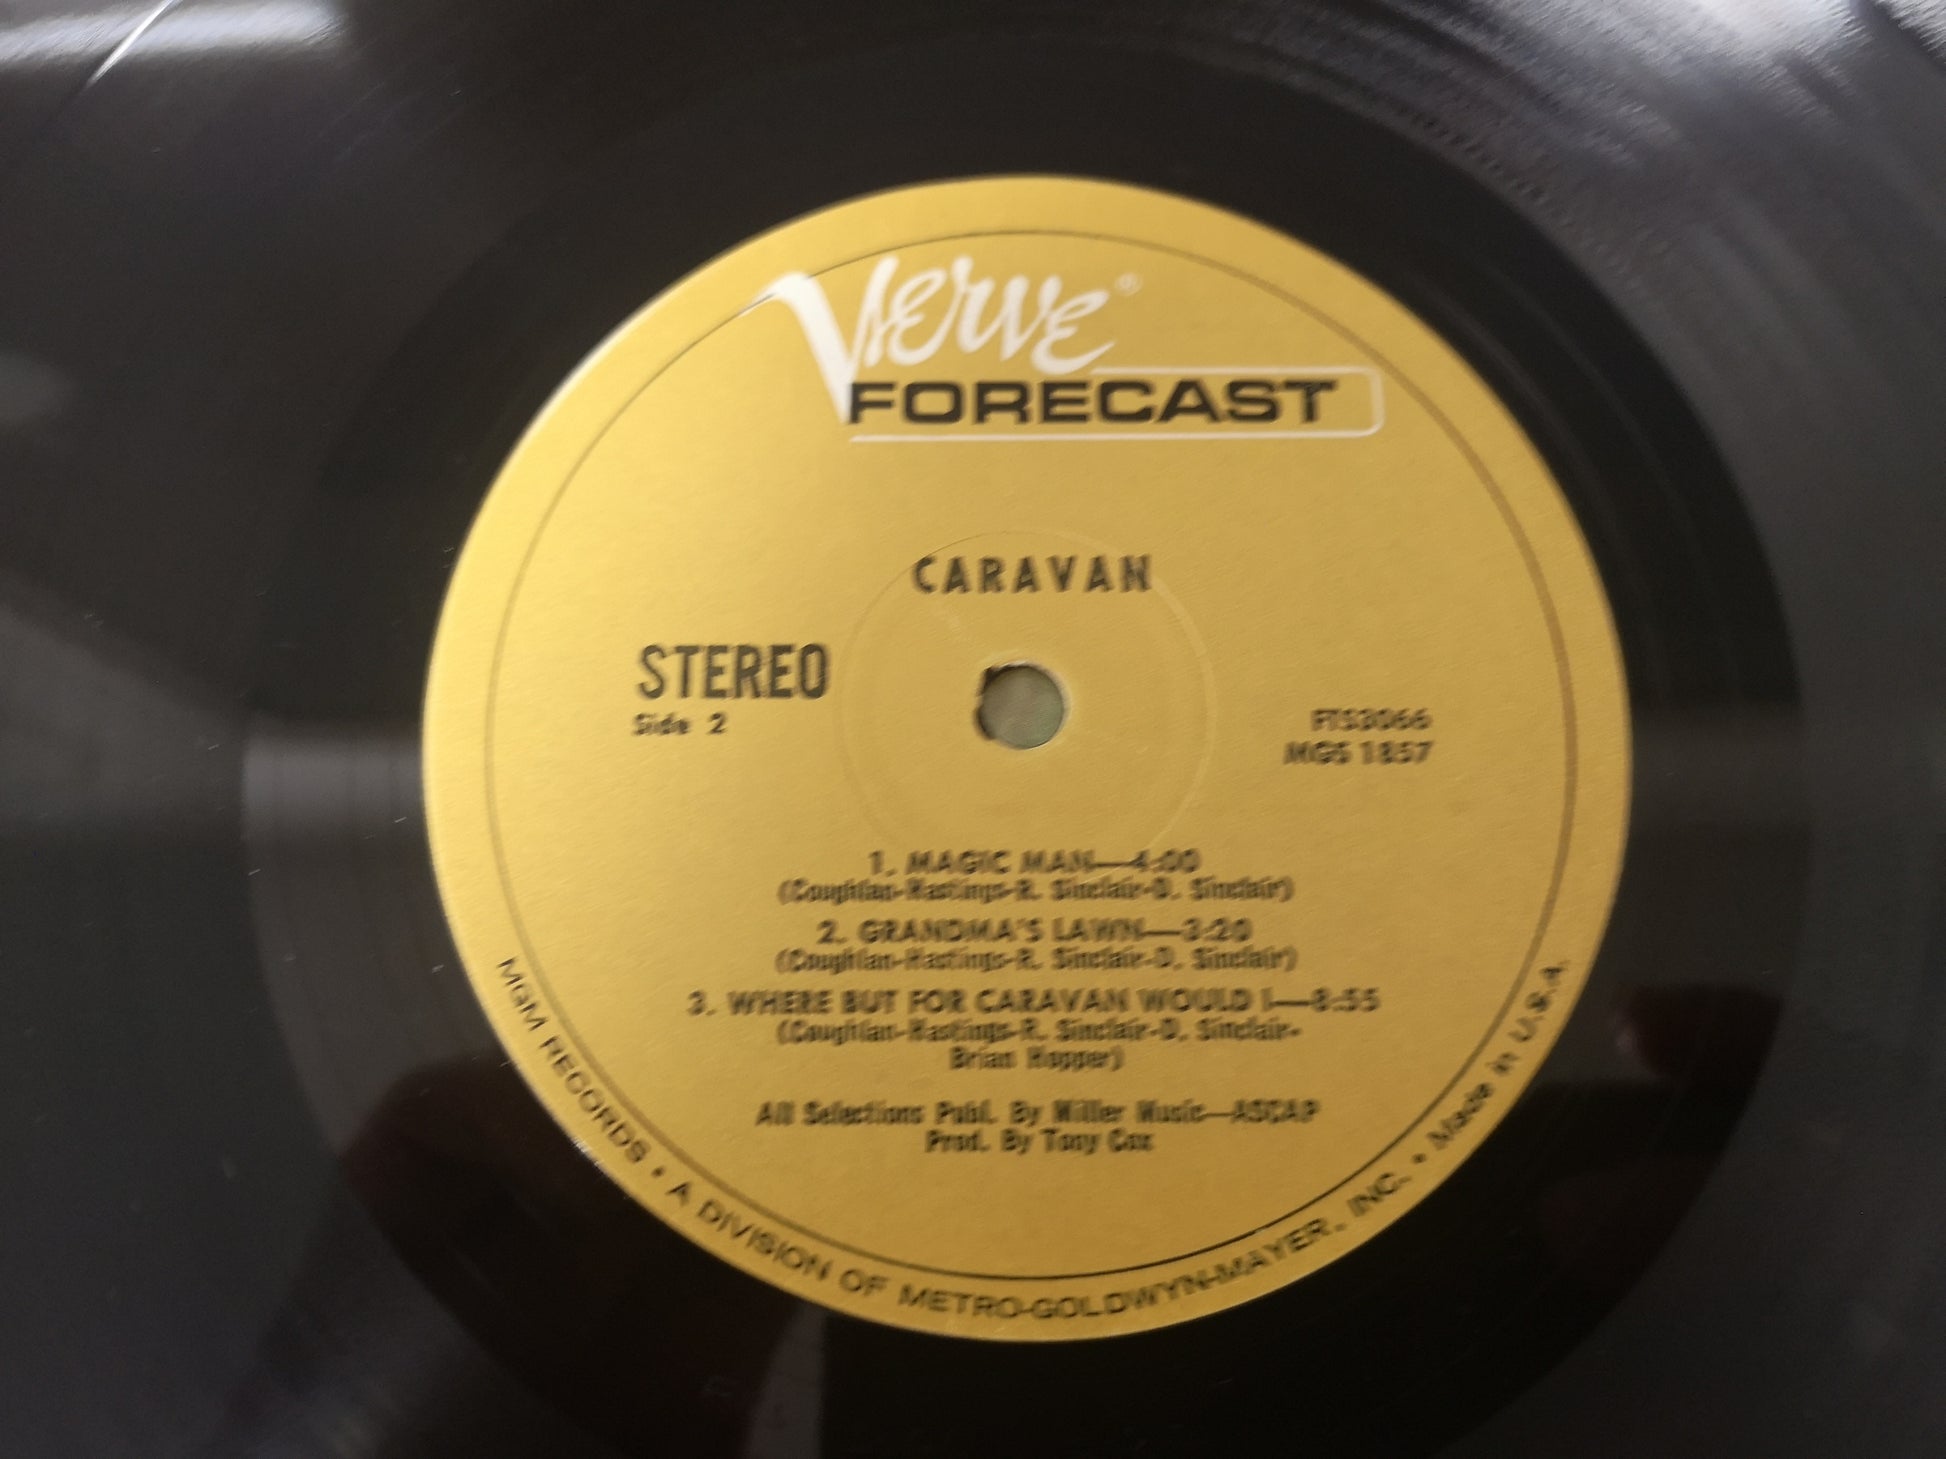 Verve ®
FORECAST
CARAVAN
STEREO
Side 2
FTS3066
MGS 1857
1. MAGIC MAN—4:00
(Coughlan-Hastings-R. Sinclair-D. Sinclair)
2. GRANDMA'S LAWN—3:20
(Coughlan-Hastings-R. Sinclair-D. Sinclair)
3. WHERE BUT FOR CARAVAN WOULD I—8:55
(Coughlan-Hastings-R. Sinclair-D. Sinclair-
Brian Hopper)
All Selections Publ. By Miller Music—ASCAP
Prod. By Tony Cox
MGM RECORDS • A DIVISION OF METRO-GOLDWYN-MAYER, INC. • Made in U.S.A.